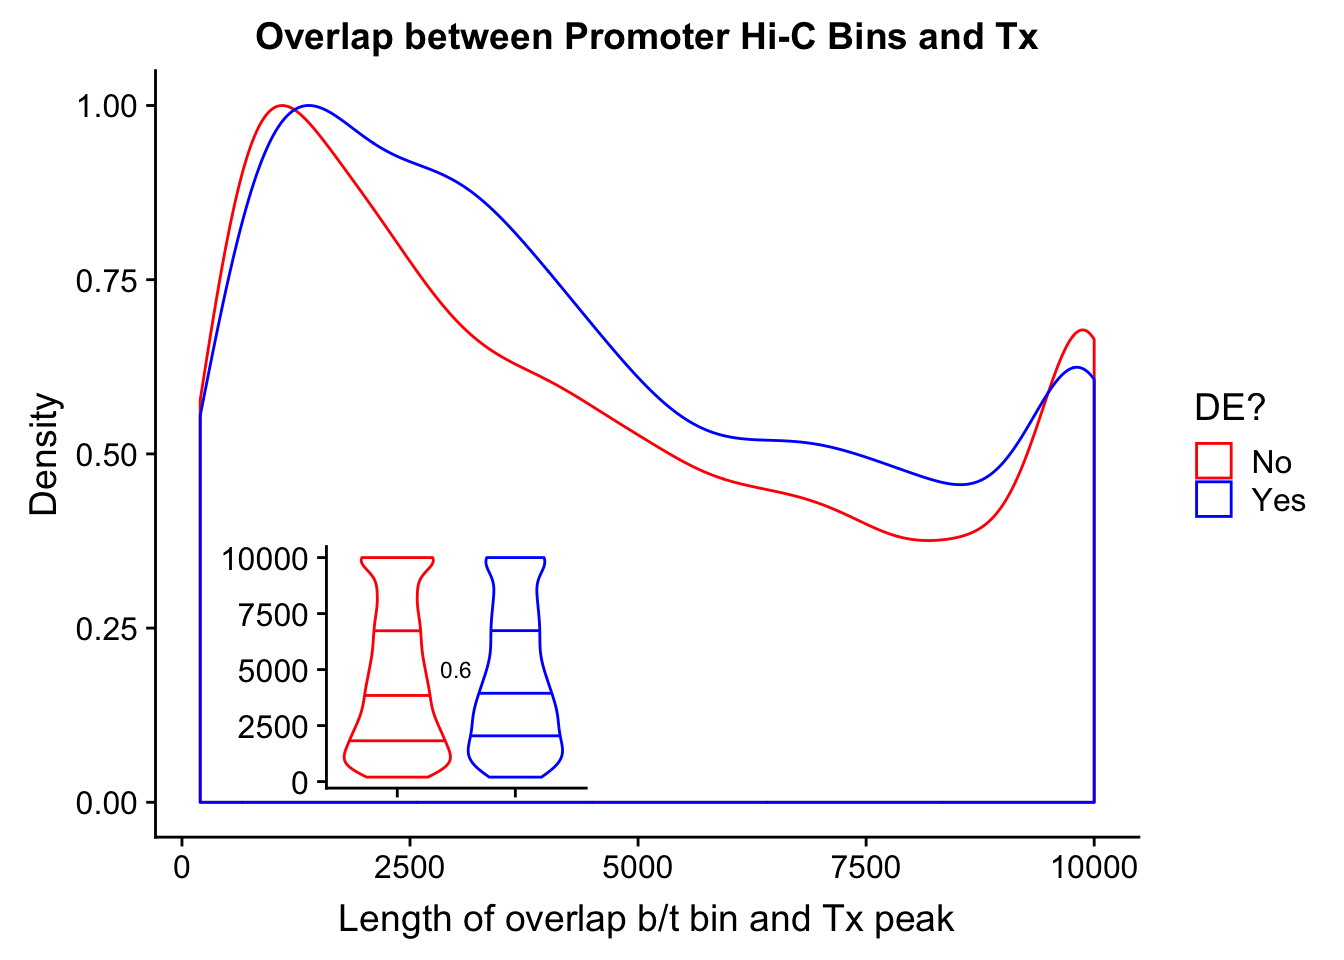 Overlap between Promoter Hi-C Bins and Tx
1.00
0.75
0.50
0.25
0.00
Density
10000
7500
5000
2500
0
0.6
0
2500
5000
7500
10000
Length of overlap b/t bin and Tx peak
DE?
No
Yes